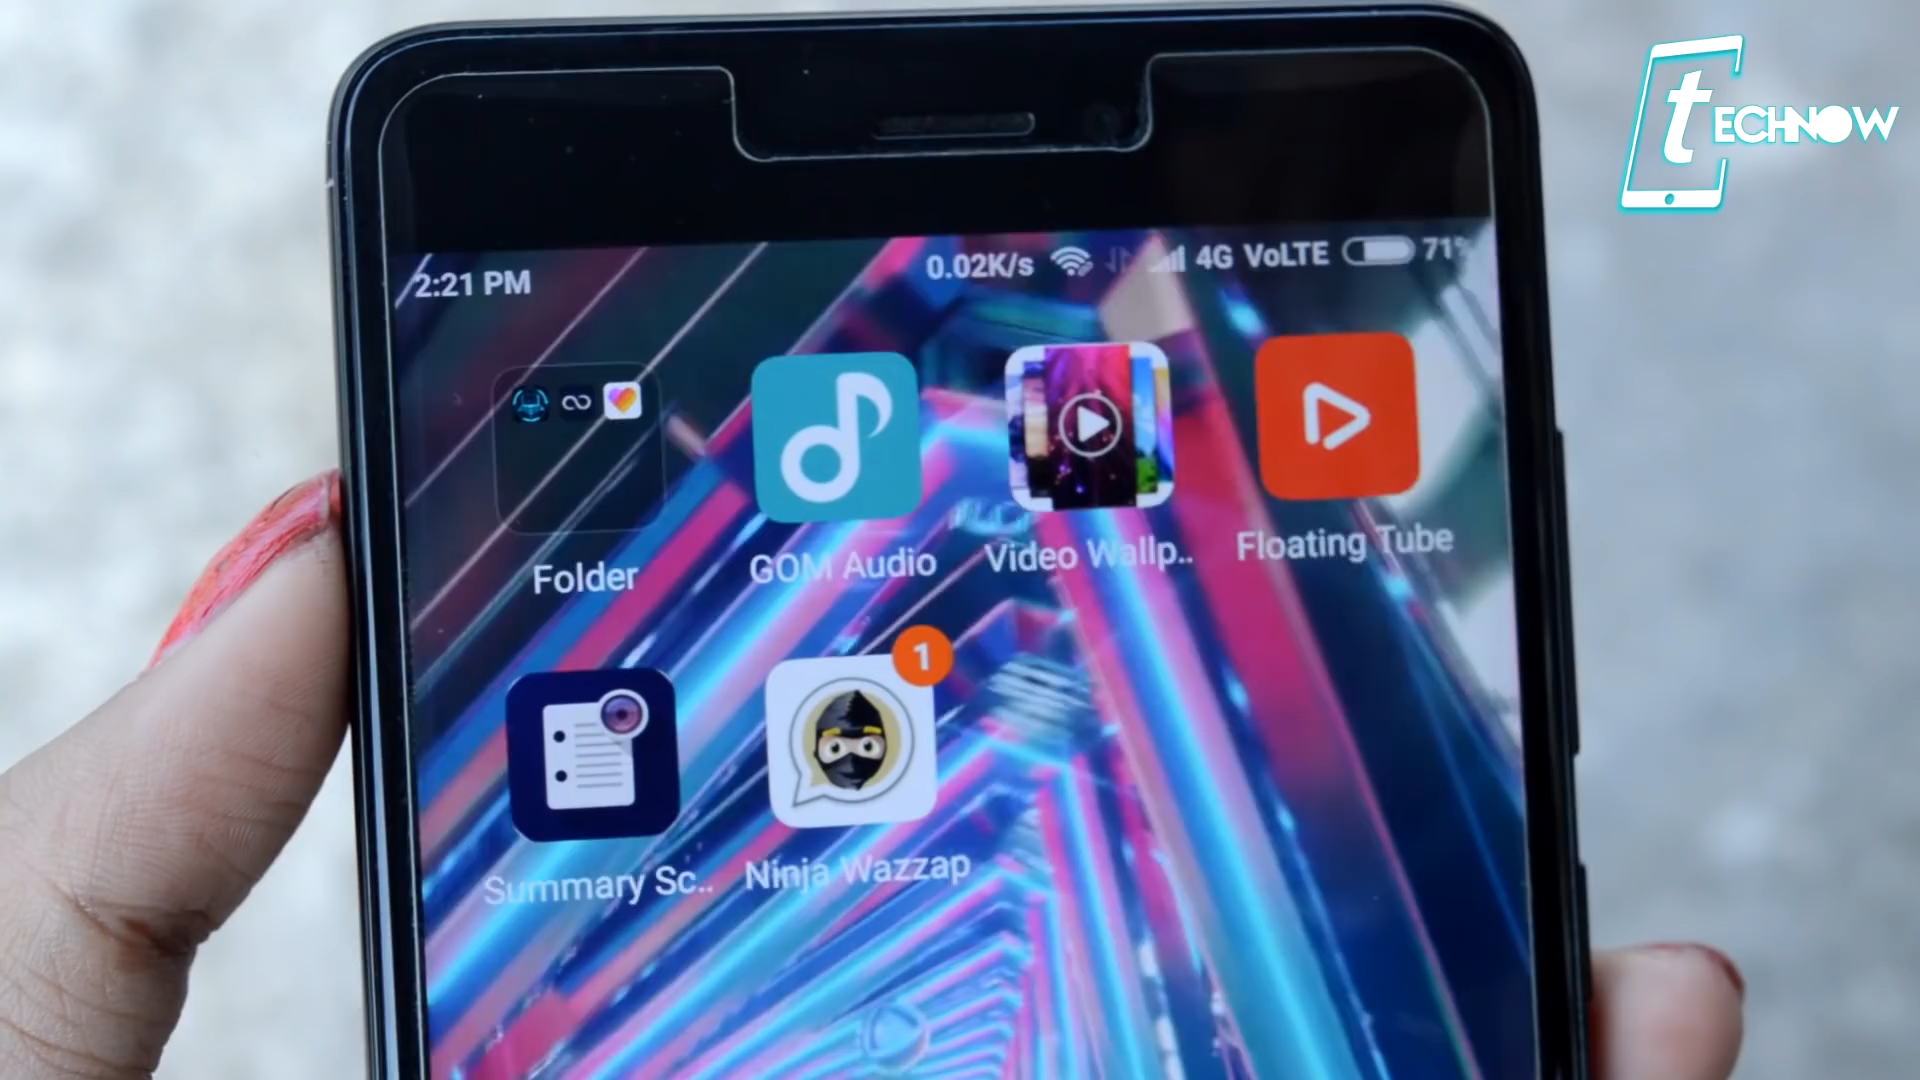 tECHNOW
2:21 PM
0.02K/s 4G VoLTE 71%
Folder
GOM Audio
Video Wallp..
Floating Tube
1
Summary Sc..
Ninja Wazzap